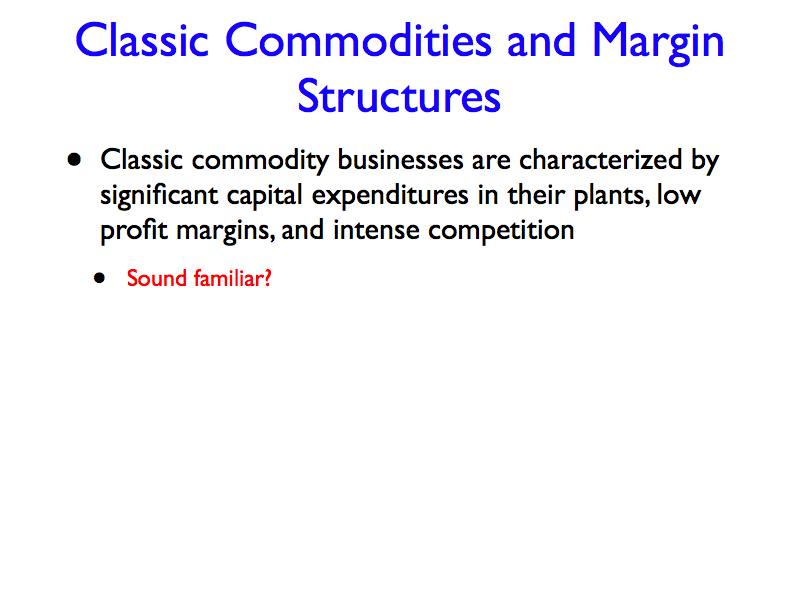 Classic Commodities and Margin
Structures
• Classic commodity businesses are characterized by
significant capital expenditures in their plants, low
profit margins, and intense competition
• Sound familiar?